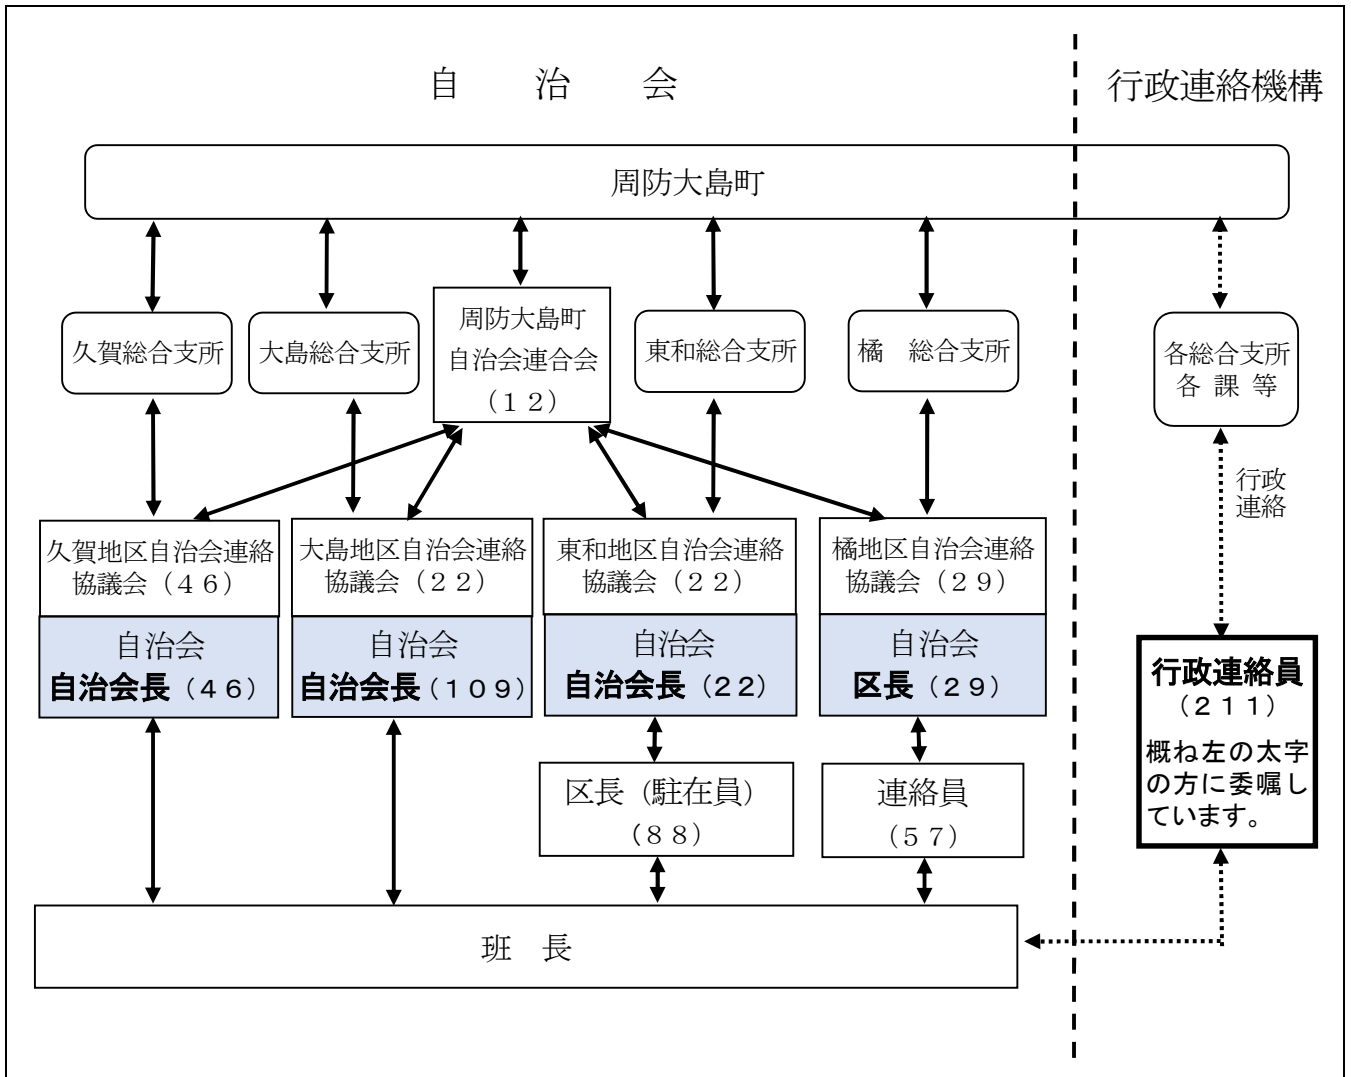 自　治　会
行政連絡機構
周防大島町
久賀総合支所
大島総合支所
周防大島町
自治会連合会
（１２）
東和総合支所
橘　総合支所
各総合支所
各 課 等
行政
連絡
久賀地区自治会連絡
協議会（４６）
大島地区自治会連絡
協議会（２２）
東和地区自治会連絡
協議会（２２）
橘地区自治会連絡
協議会（２９）
自治会
自治会長（４６）
自治会
自治会長（１０９）
自治会
自治会長（２２）
自治会
区長（２９）
行政連絡員
（２１１）
概ね左の太字
の方に委嘱し
ています。
区長（駐在員）
（８８）
連絡員
（５７）
班　長